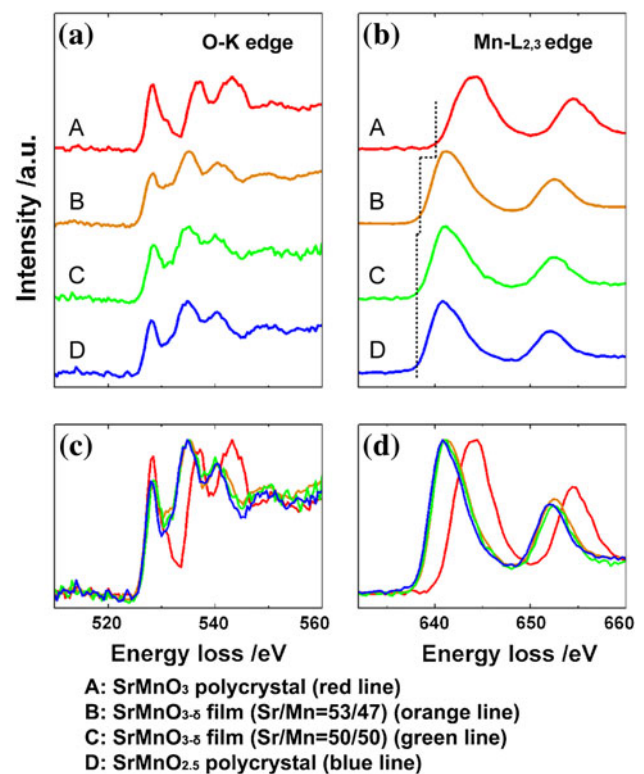 (a) O-K edge
(b) Mn-L2,3 edge
A
B
C
D
A
B
C
D
Intensity /a.u.
(c)
(d)
520 540 560
640 650 660
Energy loss /eV
Energy loss /eV
A: SrMnO3 polycrystal (red line)
B: SrMnO3-δ film (Sr/Mn=53/47) (orange line)
C: SrMnO3-δ film (Sr/Mn=50/50) (green line)
D: SrMnO2.5 polycrystal (blue line)